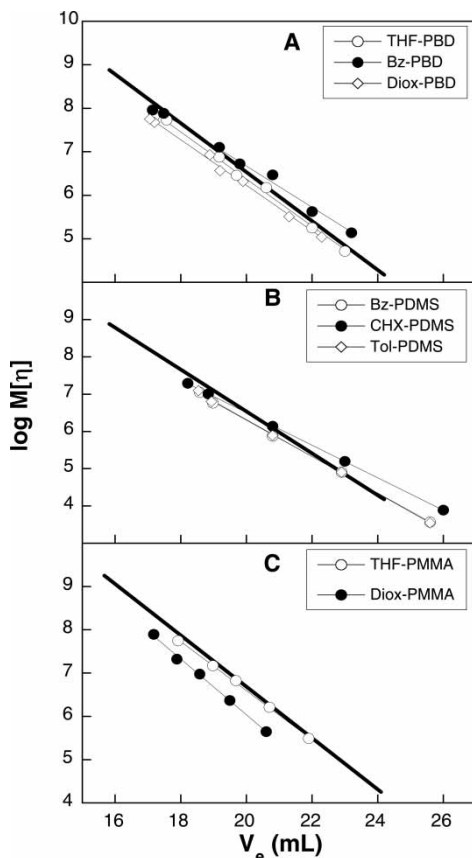 A
THF-PBD
Bz-PBD
Diox-PBD
10
9
8
7
6
5
B
Bz-PDMS
CHX-PDMS
Tol-PDMS
9
8
7
6
5
4
log M[η]
C
THF-PMMA
Diox-PMMA
9
8
7
6
5
4
16 18 20 22 24 26
Ve (mL)